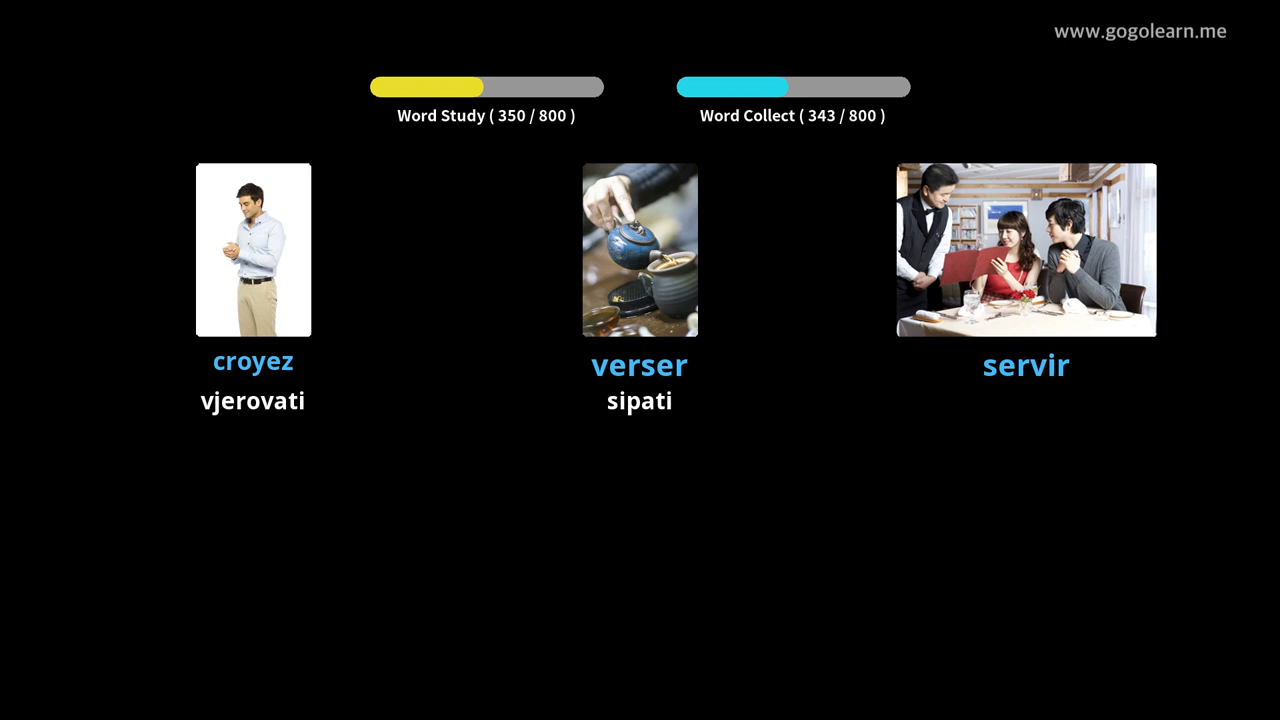 www.gogolearn.me
Word Study ( 350 / 800 )
Word Collect ( 343 / 800 )
croyez
vjerovati
verser
sipati
servir